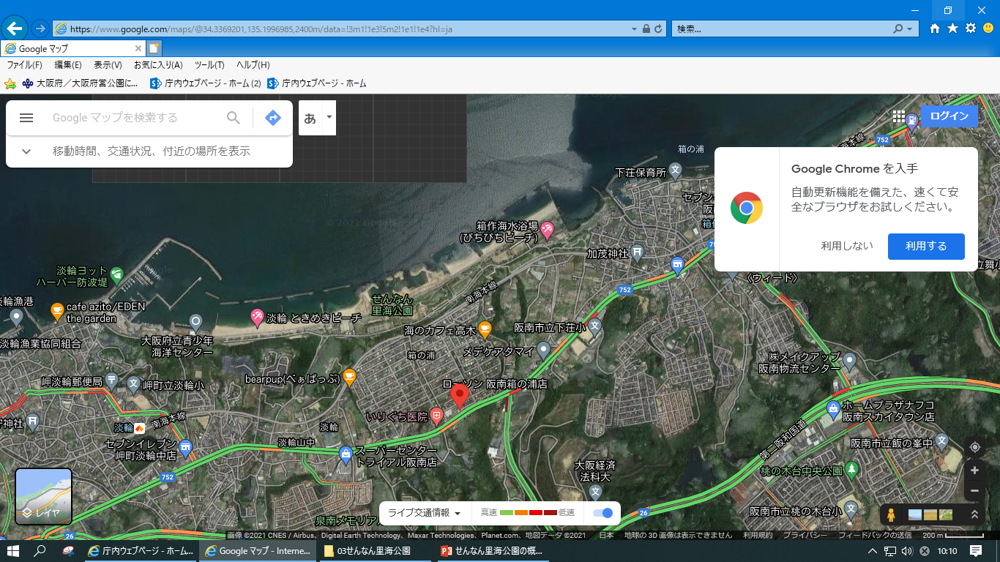 https://www.google.com/maps/@34.3369201,135.1996985,2400m/data=!3m1!1e3!5m2!1e1!1e4?hl=ja
検索...
Google マップ
ファイル(F) 編集(E) 表示(V) お気に入り(A) ツール(T) ヘルプ(H)
大阪府／大阪府営公園に... 庁内ウェブページ - ホーム (2) 庁内ウェブページ - ホーム
Google マップを検索する
あ
ログイン
移動時間、交通状況、付近の場所を表示
752
箱の浦
下荘保育所
Google Chrome を入手
自動更新機能を備えた、速くて安
全なブラウザをお試しください。
利用しない 利用する
箱作海水浴場
(ぴちぴちビーチ)
加茂神社
淡輪ヨット
ハーバー防波堤
〈ウィード〉
752
南海本線
せんなん
里海公園
cafe azito/EDEN
the garden
淡輪漁港
淡輪 ときめきビーチ
大阪府立青少年
海洋センター
淡輪漁業協同組合
海のカフェ高木
阪南市立下荘小
箱の浦
メデケアタマイ
㈱メイクアップ
阪南物流センター
岬淡輪郵便局
岬町立淡輪小
bearpup(べぁぱっぷ)
ローソン 阪南箱の浦店
いりぐち医院
ホームプラザナフコ
阪南スカイタウン店
南海本線
淡輪
淡輪
淡輪山中
セブンイレブン
岬町淡輪中店
スーパーセンター
トライアル阪南店
第二阪和国道
阪南市立飯の峯中
大阪経済
法科大
桃の木台中央公園
752
阪南市立桃の木台小
レイヤ
ライブ交通情報 高速 低速
26
26
画像 ©2021 CNES / Airbus、Digital Earth Technology、Maxar Technologies、Planet.com、地図データ ©2021 日本 地球の 3D 画像は表示できません 利用規約 プライバシー フィードバックの送信 200 m
庁内ウェブページ - ホーム... Google マップ - Interne... 03せんなん里海公園 せんなん里海公園の概... 10:10